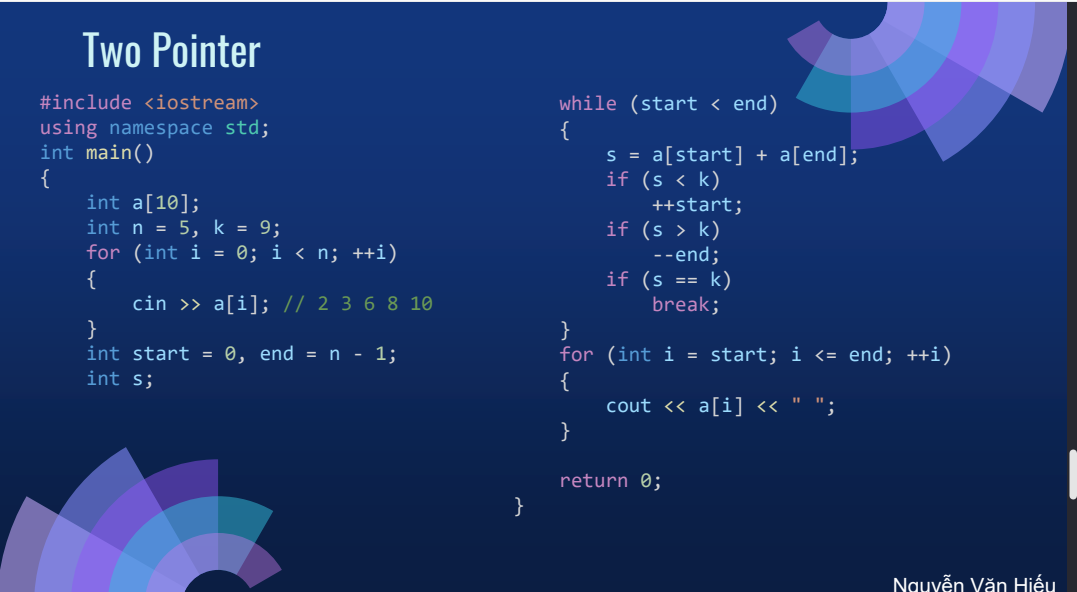 Two Pointer
#include <iostream>
using namespace std;
int main()
{
    int a[10];
    int n = 5, k = 9;
    for (int i = 0; i < n; ++i)
    {
        cin >> a[i]; // 2 3 6 8 10
    }
    int start = 0, end = n - 1;
    int s;
    while (start < end)
    {
        s = a[start] + a[end];
        if (s < k)
            ++start;
        if (s > k)
            --end;
        if (s == k)
            break;
    }
    for (int i = start; i <= end; ++i)
    {
        cout << a[i] << " ";
    }
    return 0;
}
Nguyễn Văn Hiếu